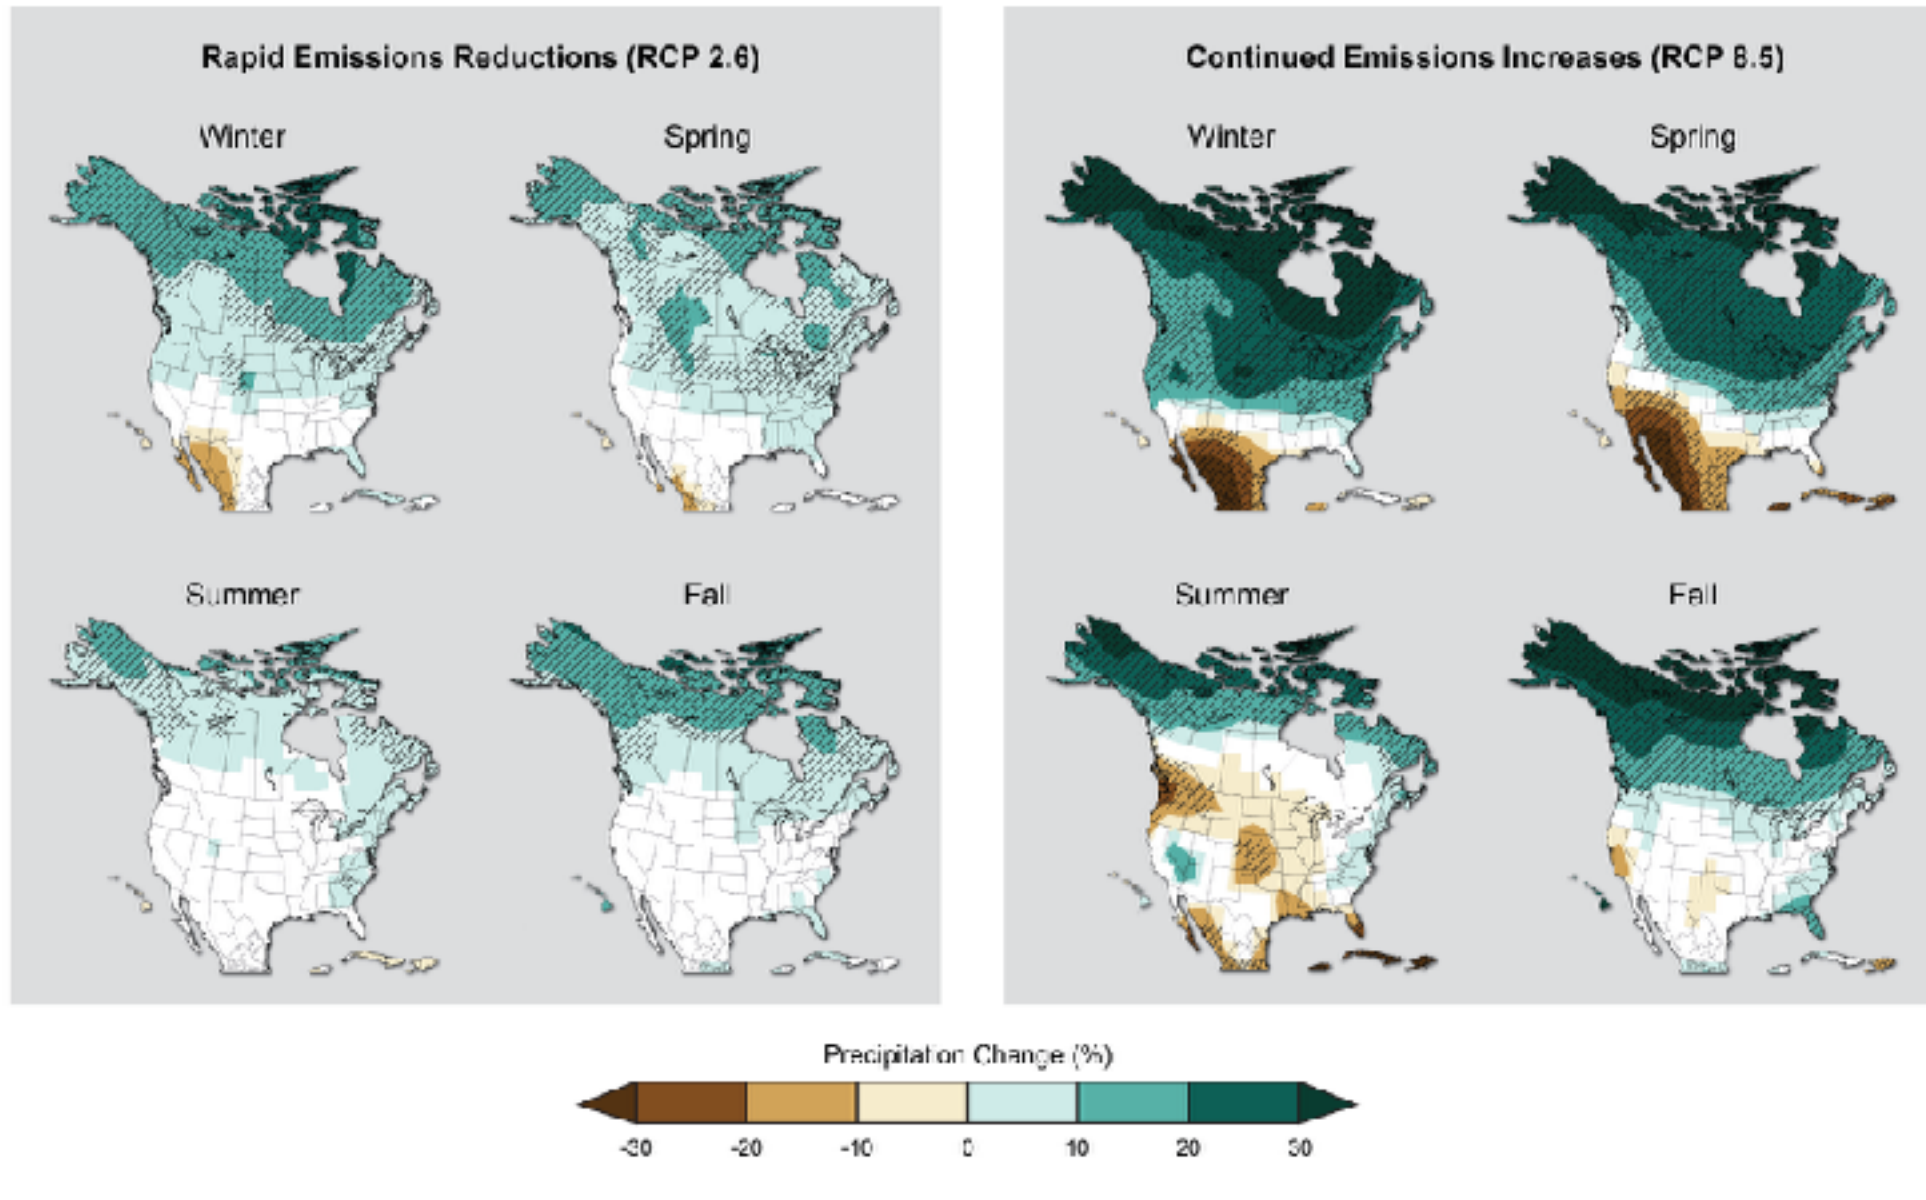 Rapid Emissions Reductions (RCP 2.6)
Continued Emissions Increases (RCP 8.5)
Winter
Spring
Winter
Spring
Summer
Fall
Summer
Fall
Precipitation Change (%)
-30 -20 -10 0 10 20 30